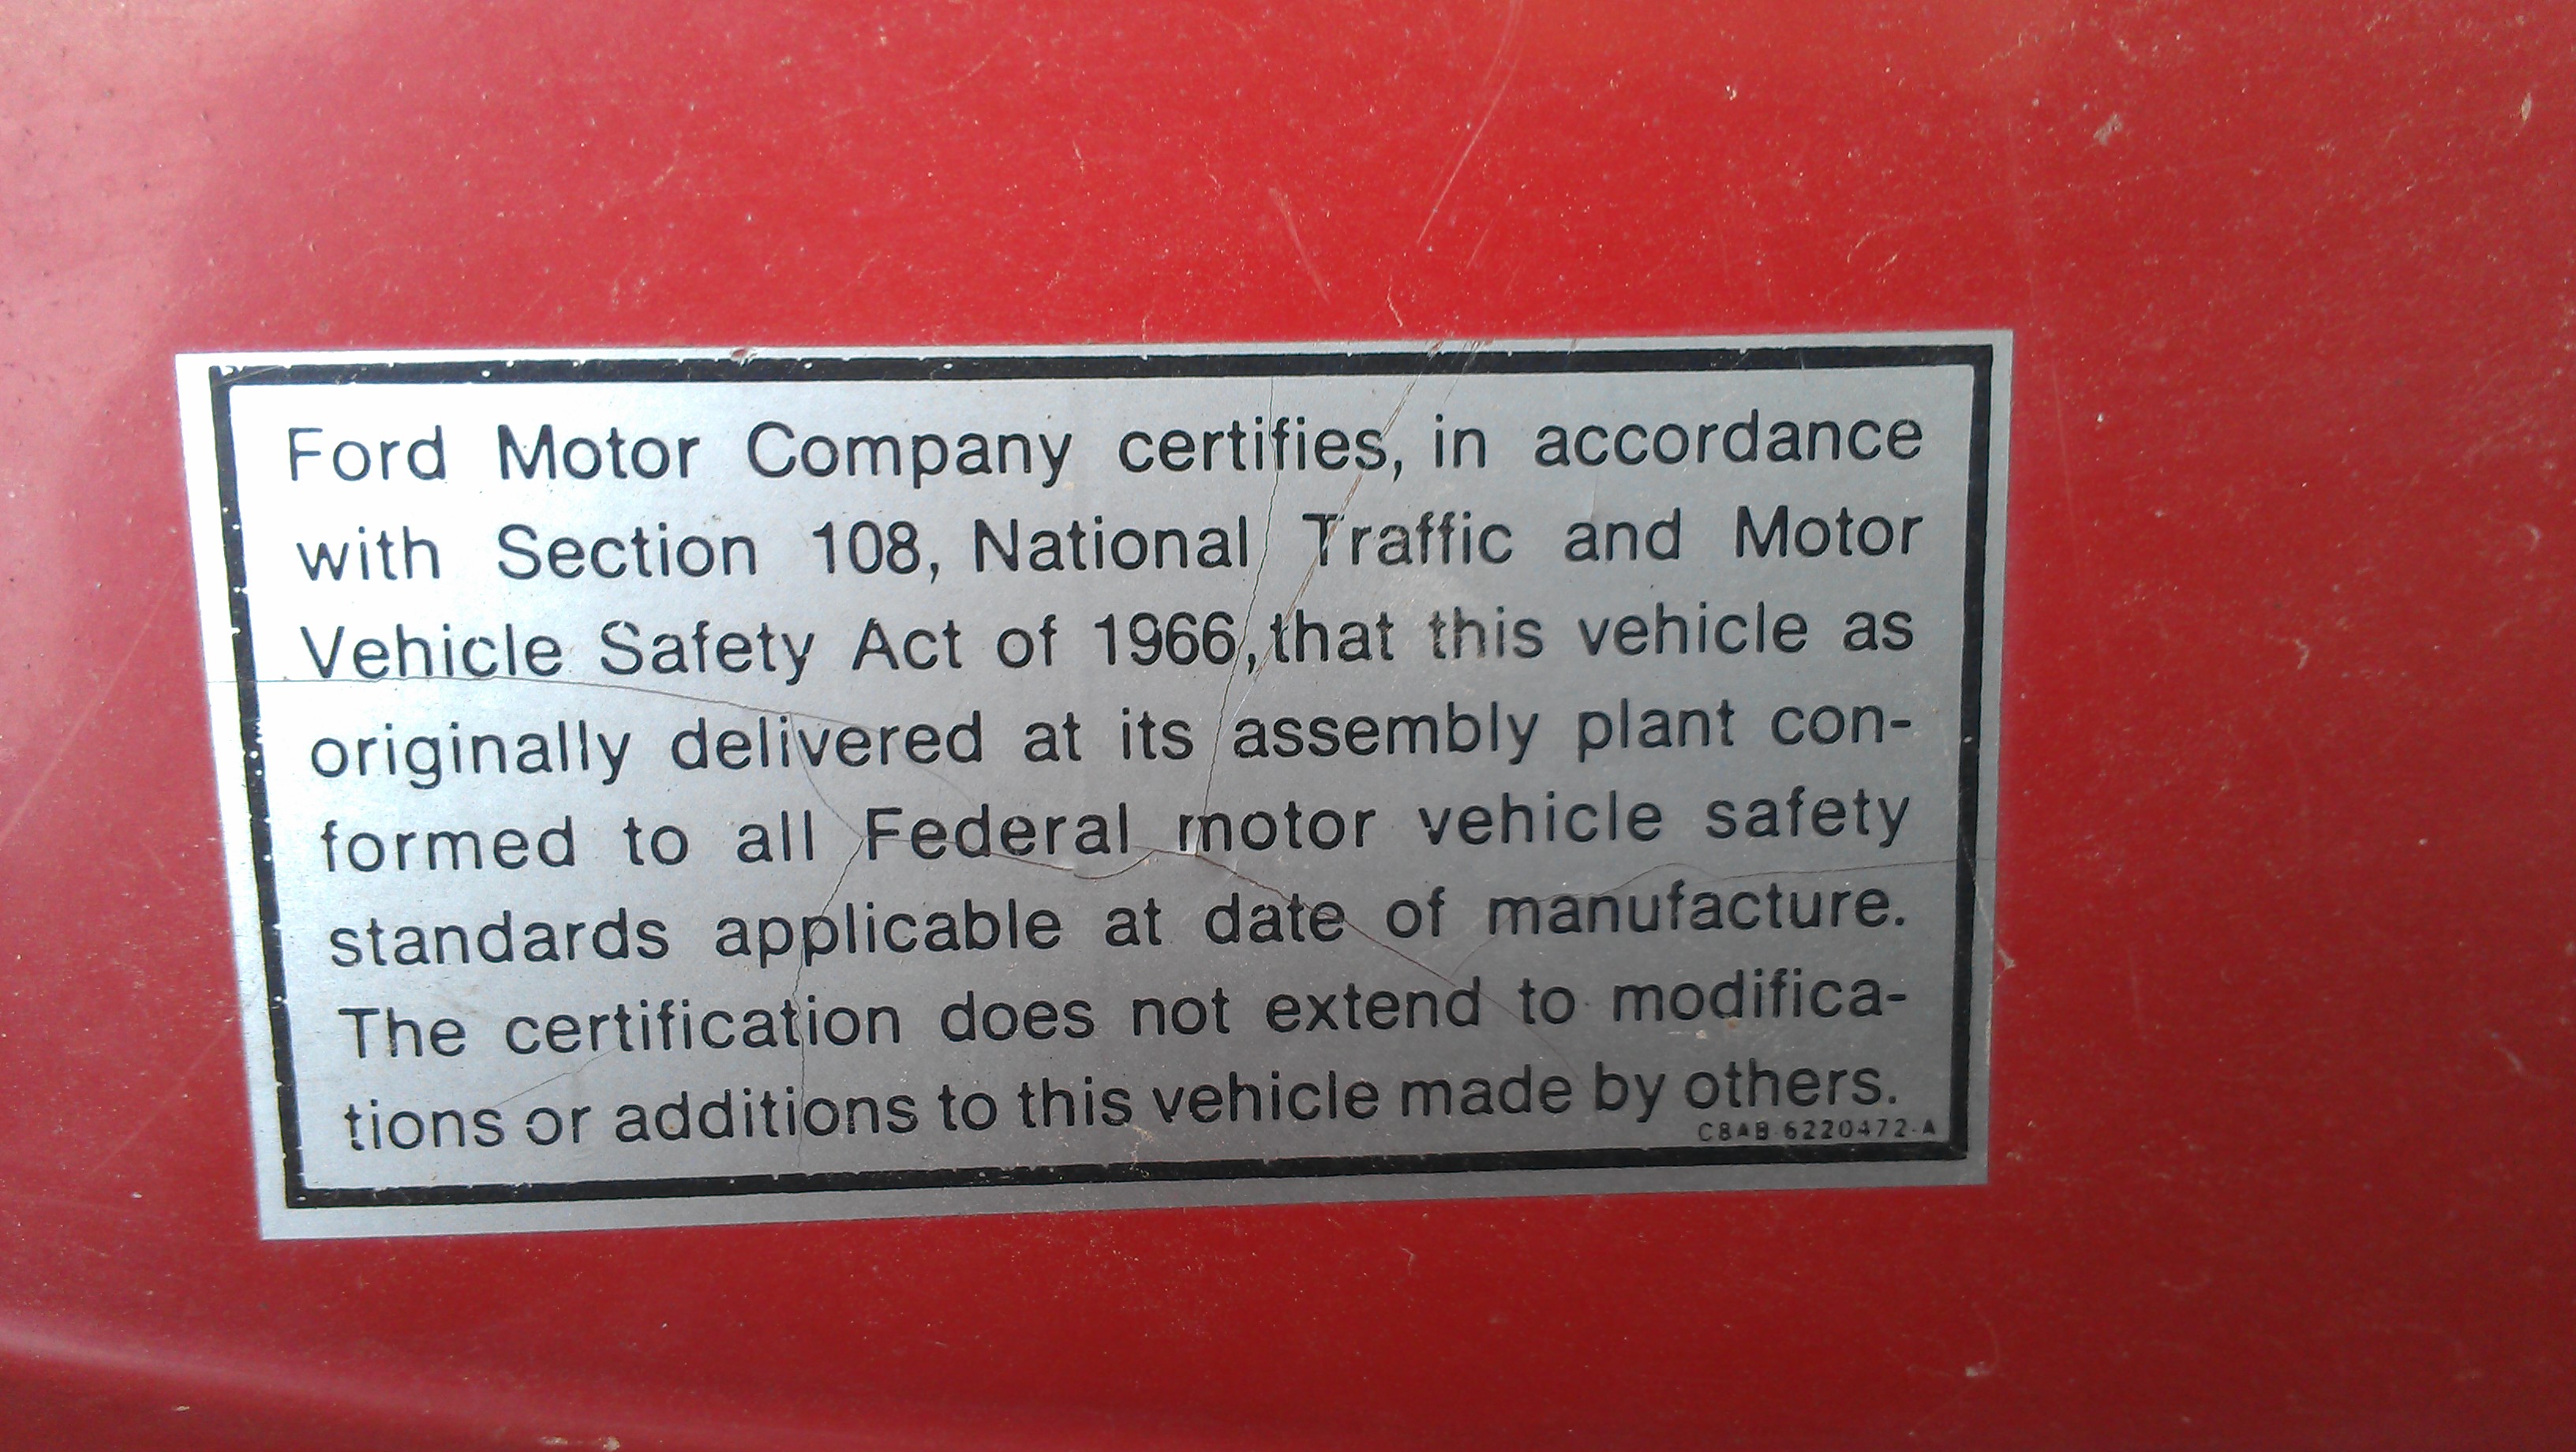 Ford Motor Company certifies, in accordance
with Section 108, National Traffic and Motor
Vehicle Safety Act of 1966, that this vehicle as
originally delivered at its assembly plant con-
formed to all Federal motor vehicle safety
standards applicable at date of manufacture.
The certification does not extend to modifica-
tions or additions to this vehicle made by others.
C8AB-6220472-A